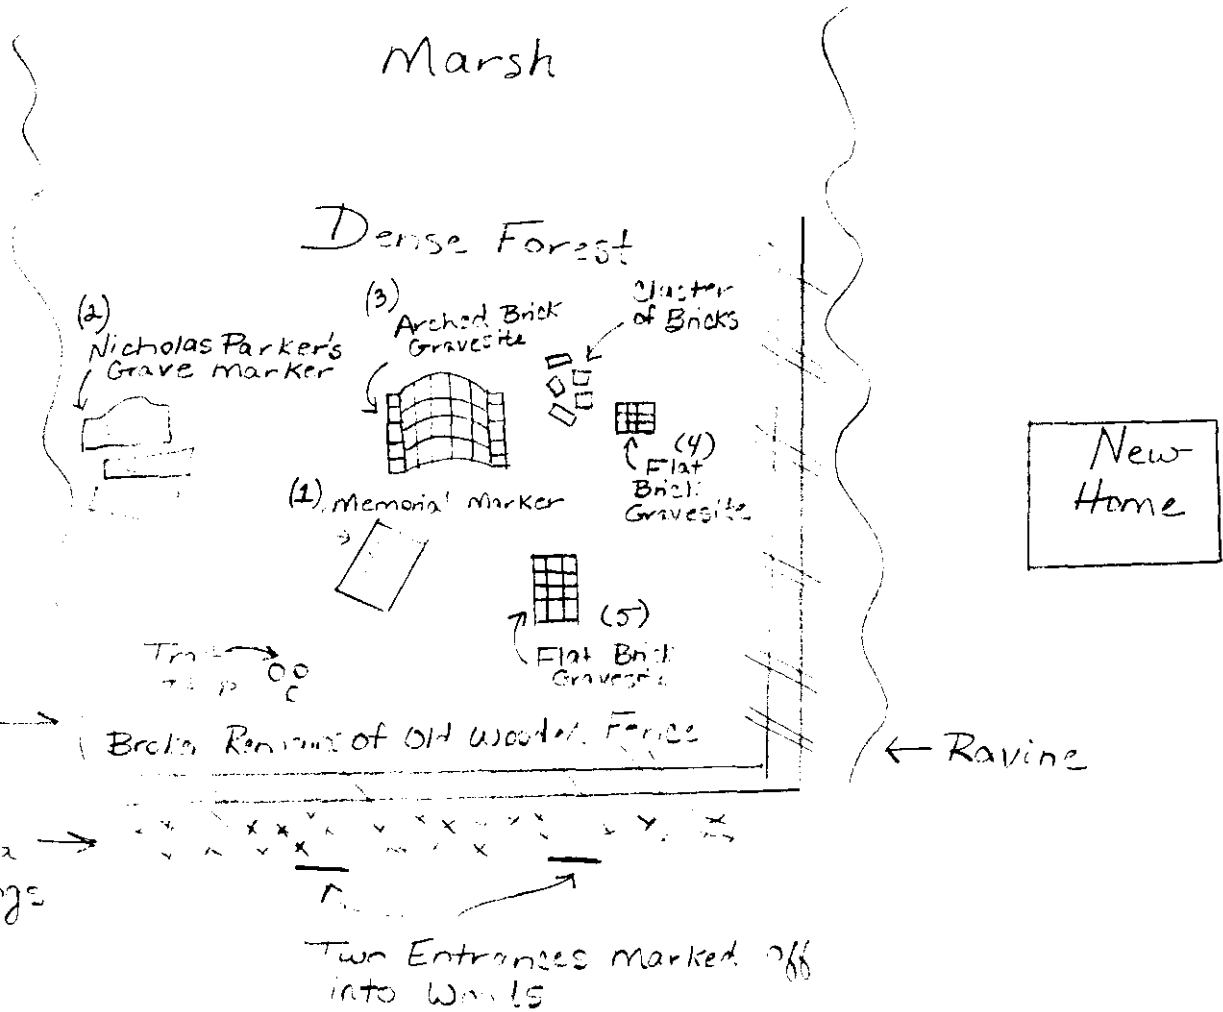 Marsh
Dense Forest
(2)
Nicholas Parker's
Grave Marker
(3)
Arched Brick
Gravesite
Cluster
of Bricks
(4)
Flat
Brick
Gravesite
New
Home
(1) Memorial Marker
(5)
Flat Brick
Gravesite
Broken Remains of Old Wooden Fence
← Ravine
Two Entrances Marked off
into Woods